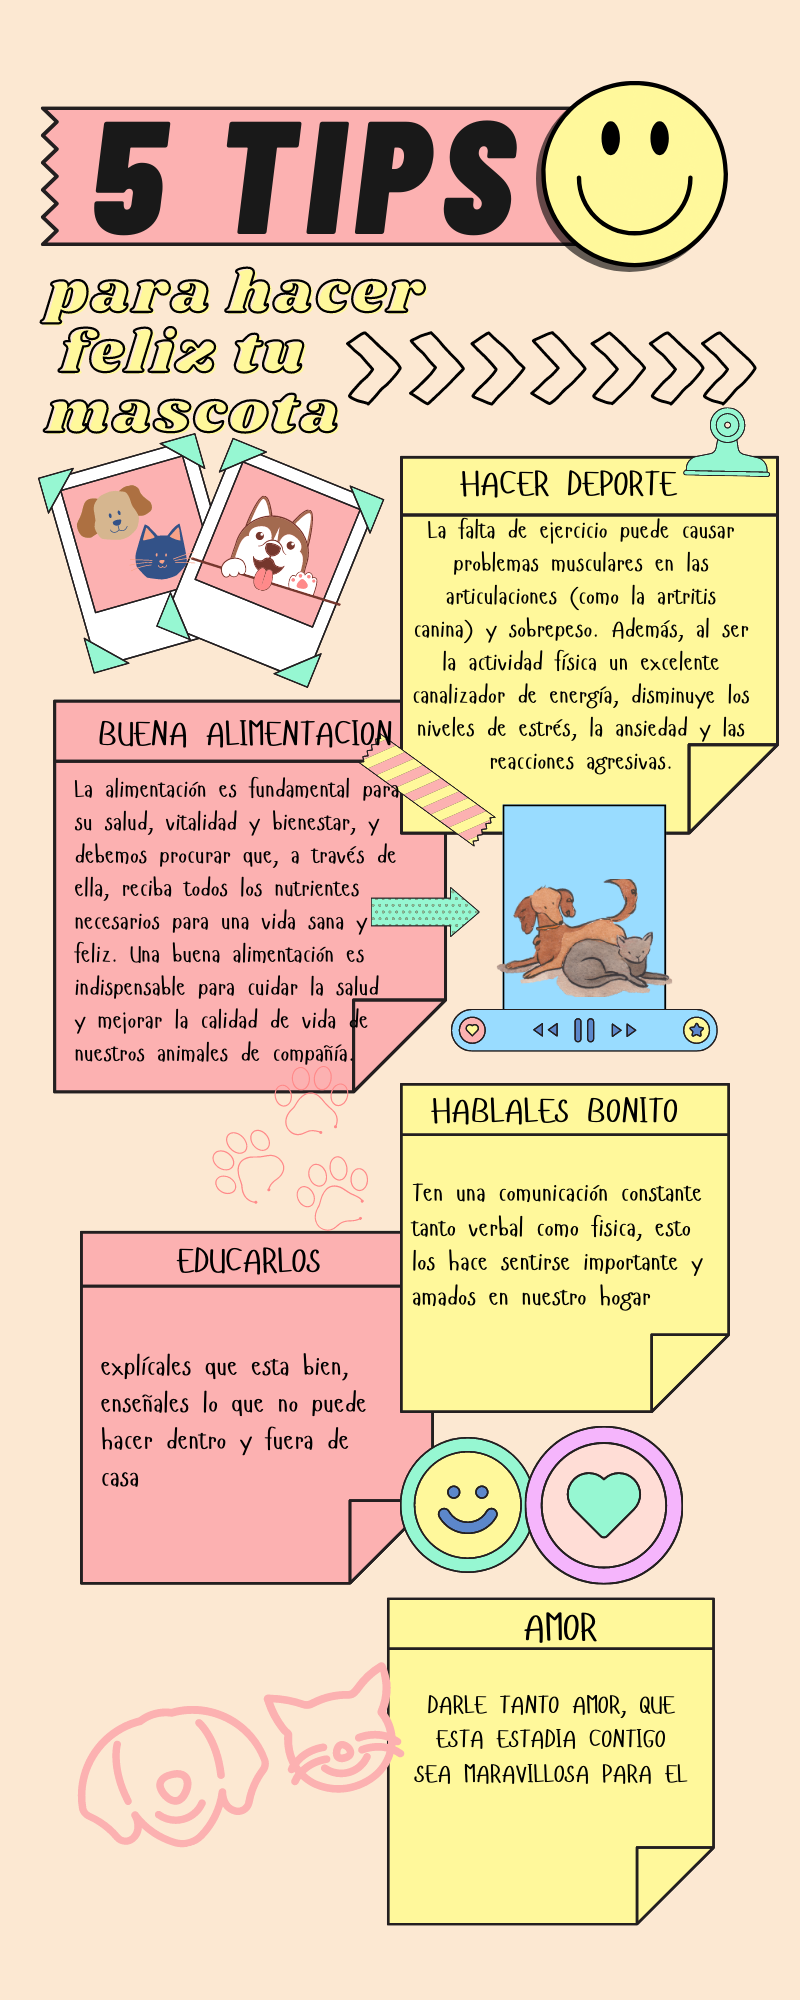 5 TIPS
para hacer
feliz tu
mascota
HACER DEPORTE
La falta de ejercicio puede causar
problemas musculares en las
articulaciones (como la artritis
canina) y sobrepeso. Además, al ser
la actividad física un excelente
canalizador de energía, disminuye los
niveles de estrés, la ansiedad y las
reacciones agresivas.
BUENA ALIMENTACION
La alimentación es fundamental para
su salud, vitalidad y bienestar, y
debemos procurar que, a través de
ella, reciba todos los nutrientes
necesarios para una vida sana y
feliz. Una buena alimentación es
indispensable para cuidar la salud
y mejorar la calidad de vida de
nuestros animales de compañía.
HABLALES BONITO
Ten una comunicación constante
tanto verbal como fisica, esto
los hace sentirse importante y
amados en nuestro hogar
EDUCARLOS
explícales que esta bien,
enseñales lo que no puede
hacer dentro y fuera de
casa
AMOR
DARLE TANTO AMOR, QUE
ESTA ESTADIA CONTIGO
SEA MARAVILLOSA PARA EL